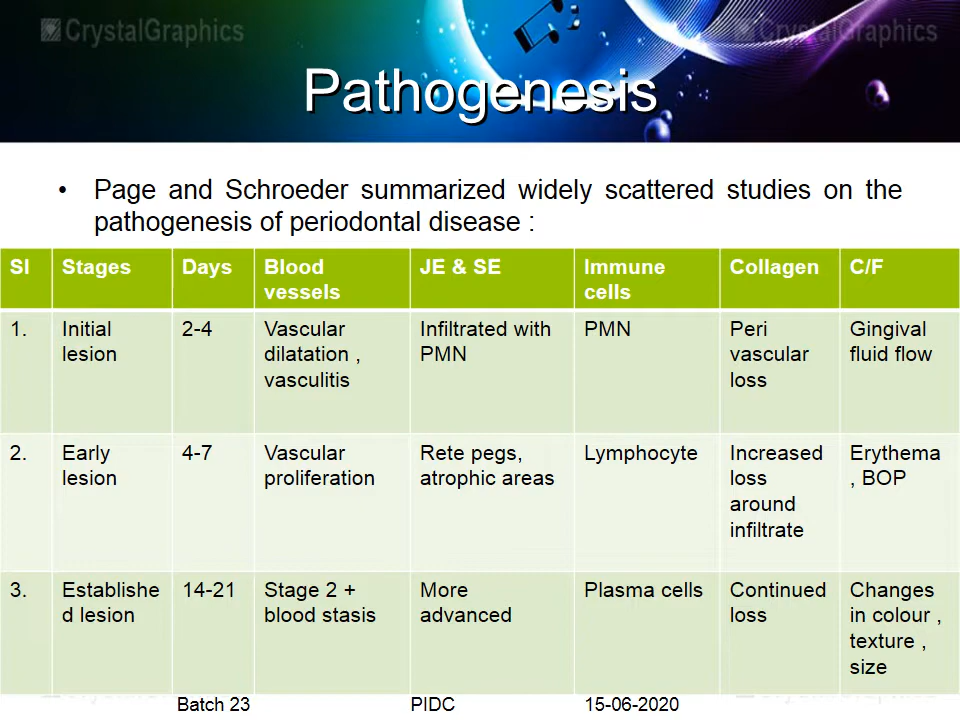 CrystalGraphics
CrystalGraphics
Pathogenesis
• Page and Schroeder summarized widely scattered studies on the
pathogenesis of periodontal disease :
Sl Stages Days Blood vessels JE & SE Immune cells Collagen C/F
1. Initial lesion 2-4 Vascular dilatation , vasculitis Infiltrated with PMN PMN Peri vascular loss Gingival fluid flow
2. Early lesion 4-7 Vascular proliferation Rete pegs, atrophic areas Lymphocyte Increased loss around infiltrate Erythema , BOP
3. Established lesion 14-21 Stage 2 + blood stasis More advanced Plasma cells Continued loss Changes in colour , texture , size
Batch 23 PIDC 15-06-2020